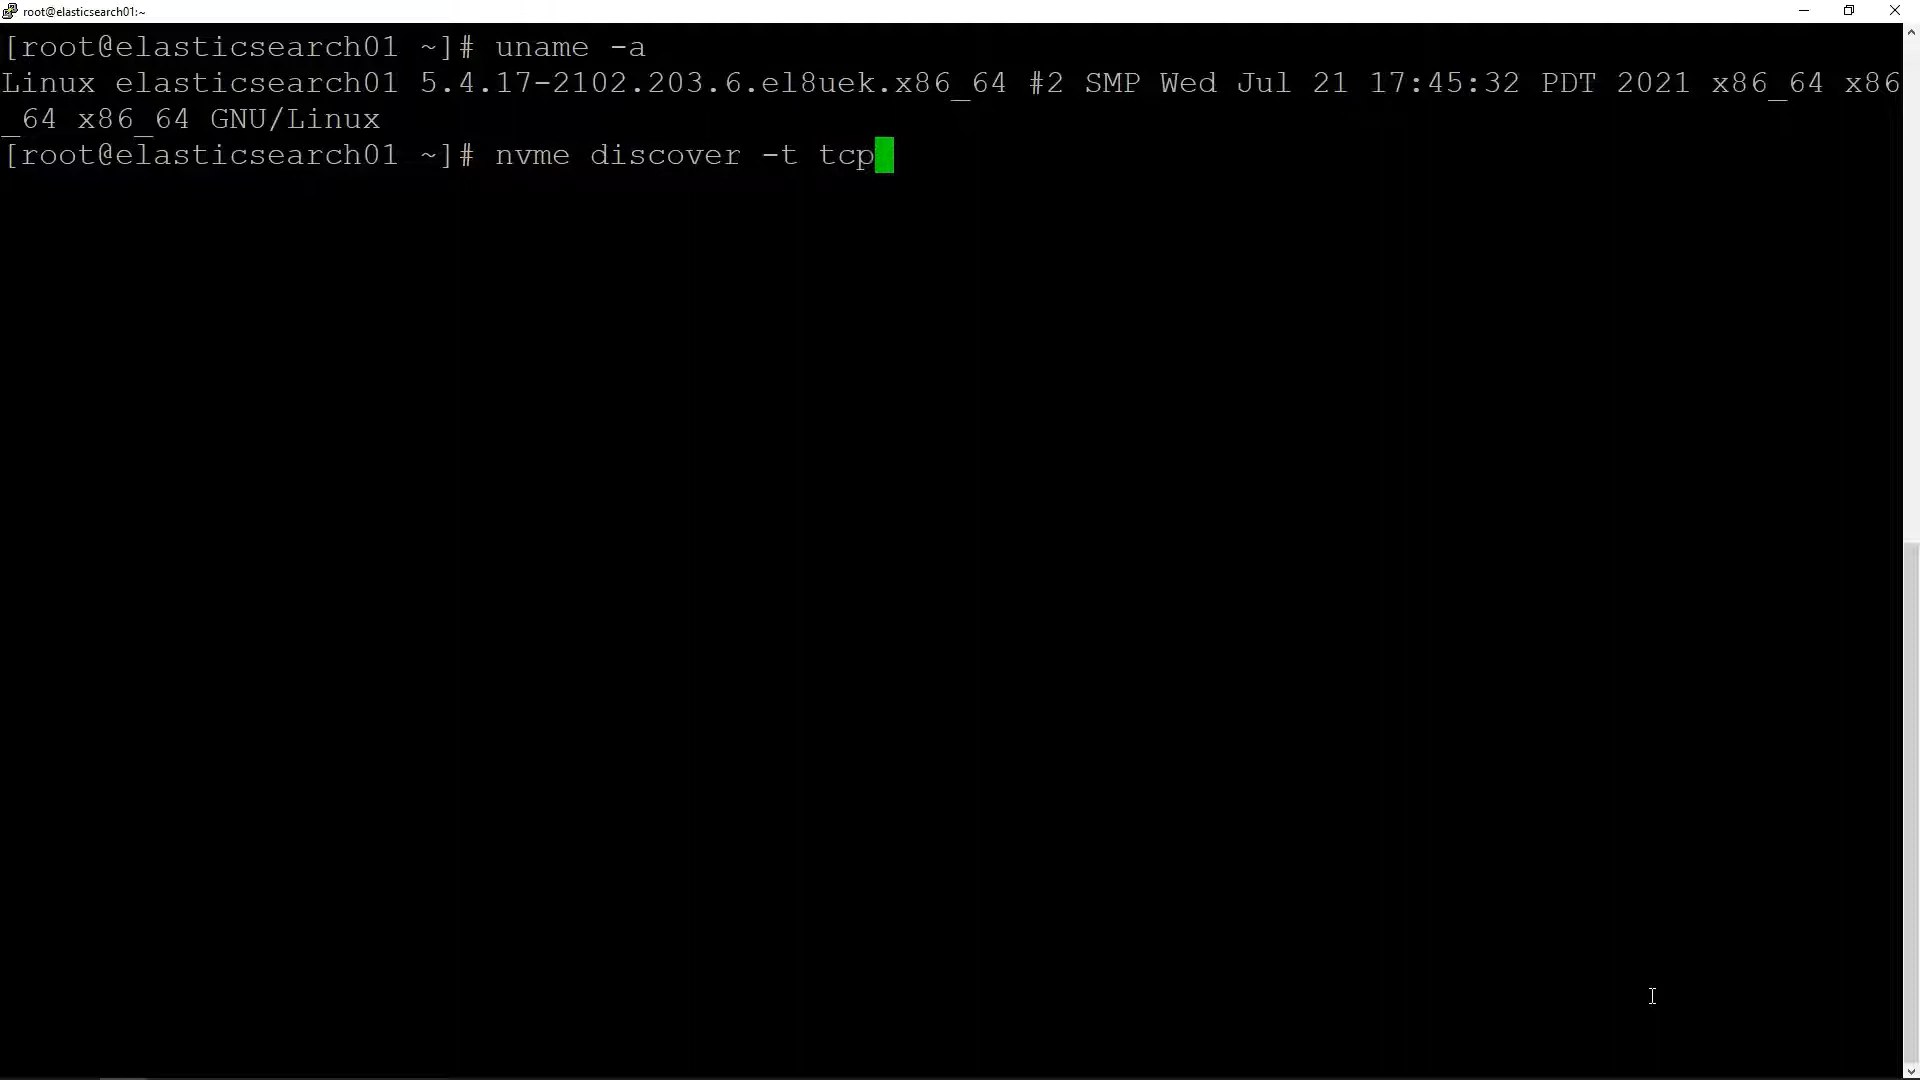 root@elasticsearch01:~
[root@elasticsearch01 ~]# uname -a
Linux elasticsearch01 5.4.17-2102.203.6.el8uek.x86_64 #2 SMP Wed Jul 21 17:45:32 PDT 2021 x86_64 x86
_64 x86_64 GNU/Linux
[root@elasticsearch01 ~]# nvme discover -t tcp